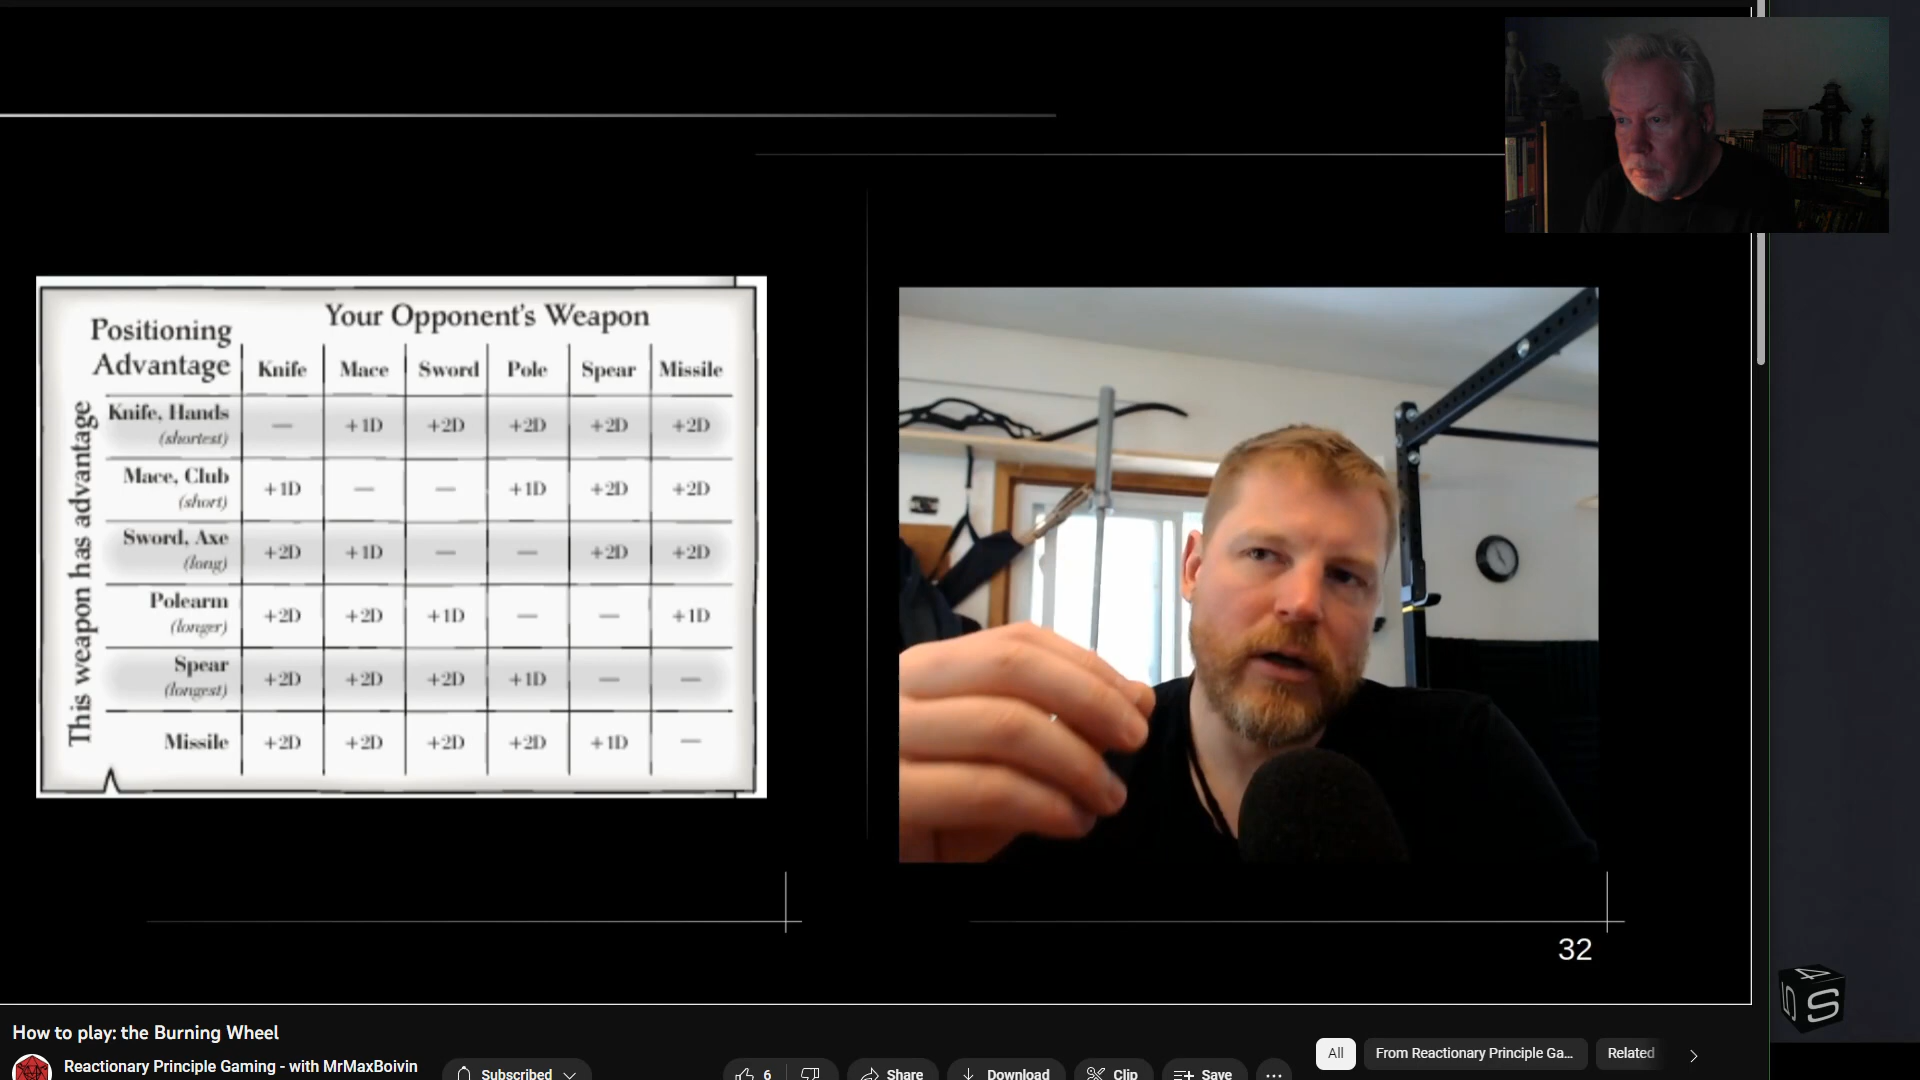 Positioning
Advantage
Your Opponent's Weapon
Knife Mace Sword Pole Spear Missile
This weapon has advantage
Knife, Hands
(shortest)
— +1D +2D +2D +2D +2D
Mace, Club
(short)
+1D — — +1D +2D +2D
Sword, Axe
(long)
+2D +1D — — +2D +2D
Polearm
(longer)
+2D +2D +1D — — +1D
Spear
(longest)
+2D +2D +2D +1D — —
Missile
+2D +2D +2D +2D +1D —
32
4
S
How to play: the Burning Wheel
Reactionary Principle Gaming - with MrMaxBoivin
Subscribed
6
Share
Download
Clip
Save
All
From Reactionary Principle Ga...
Related